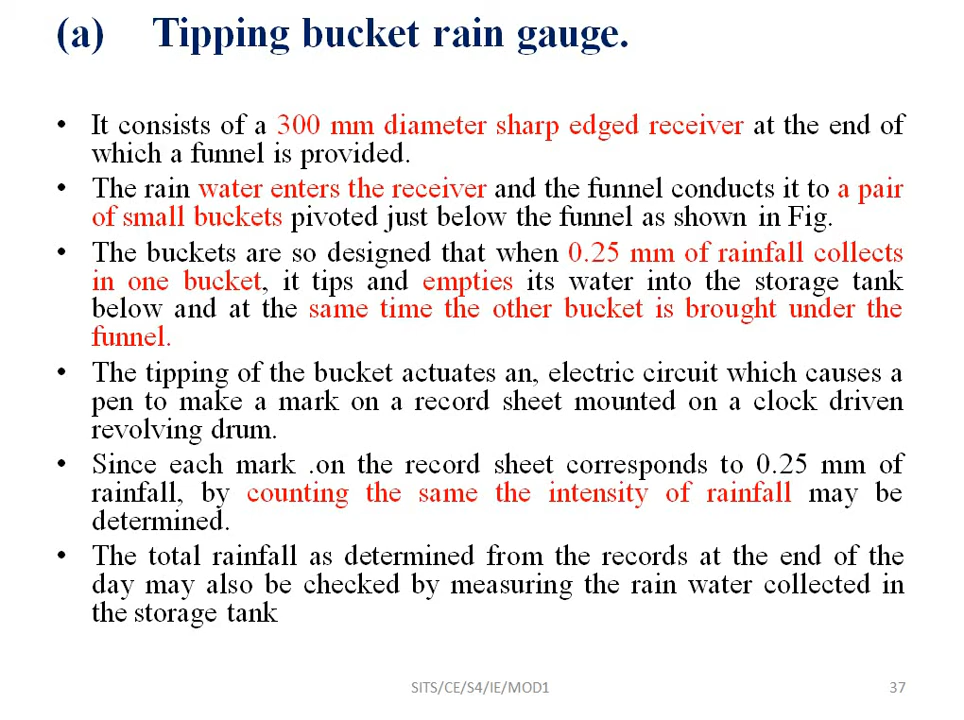 (a) Tipping bucket rain gauge.
• It consists of a 300 mm diameter sharp edged receiver at the end of
which a funnel is provided.
• The rain water enters the receiver and the funnel conducts it to a pair
of small buckets pivoted just below the funnel as shown in Fig.
• The buckets are so designed that when 0.25 mm of rainfall collects
in one bucket, it tips and empties its water into the storage tank
below and at the same time the other bucket is brought under the
funnel.
• The tipping of the bucket actuates an, electric circuit which causes a
pen to make a mark on a record sheet mounted on a clock driven
revolving drum.
• Since each mark .on the record sheet corresponds to 0.25 mm of
rainfall, by counting the same the intensity of rainfall may be
determined.
• The total rainfall as determined from the records at the end of the
day may also be checked by measuring the rain water collected in
the storage tank
SITS/CE/S4/IE/MOD1
37